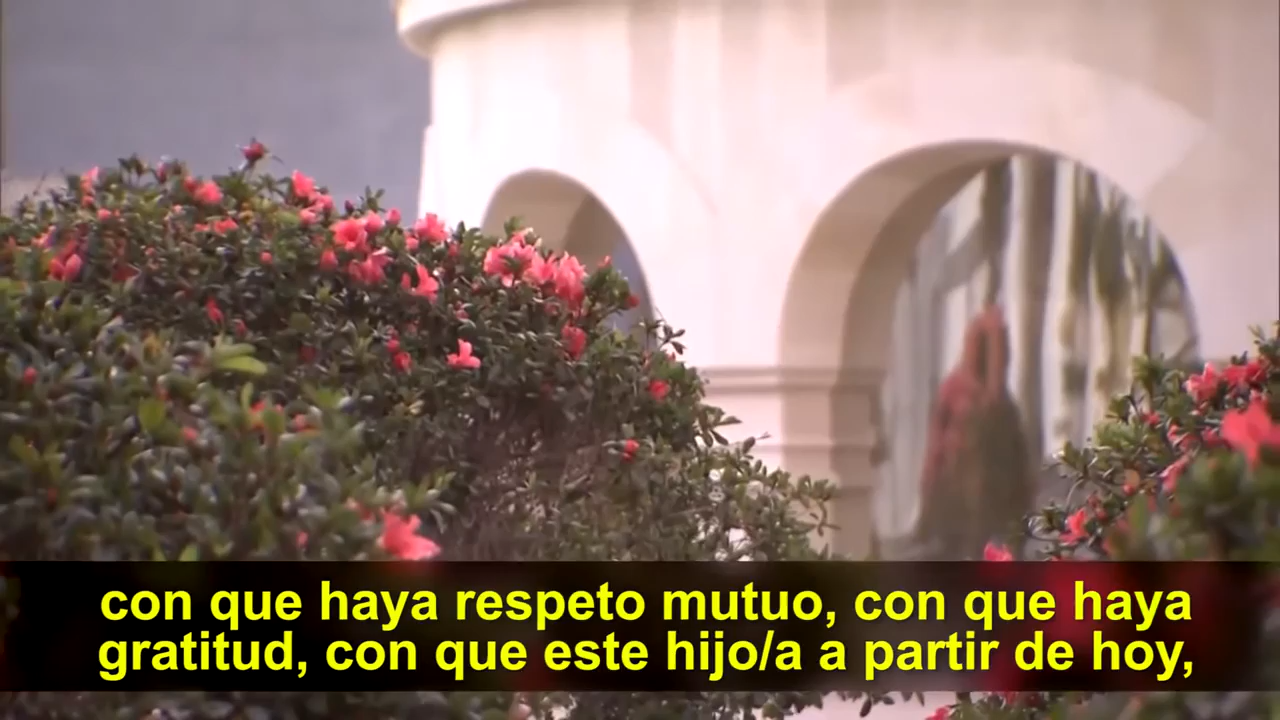 con que haya respeto mutuo, con que haya
gratitud, con que este hijo/a a partir de hoy,